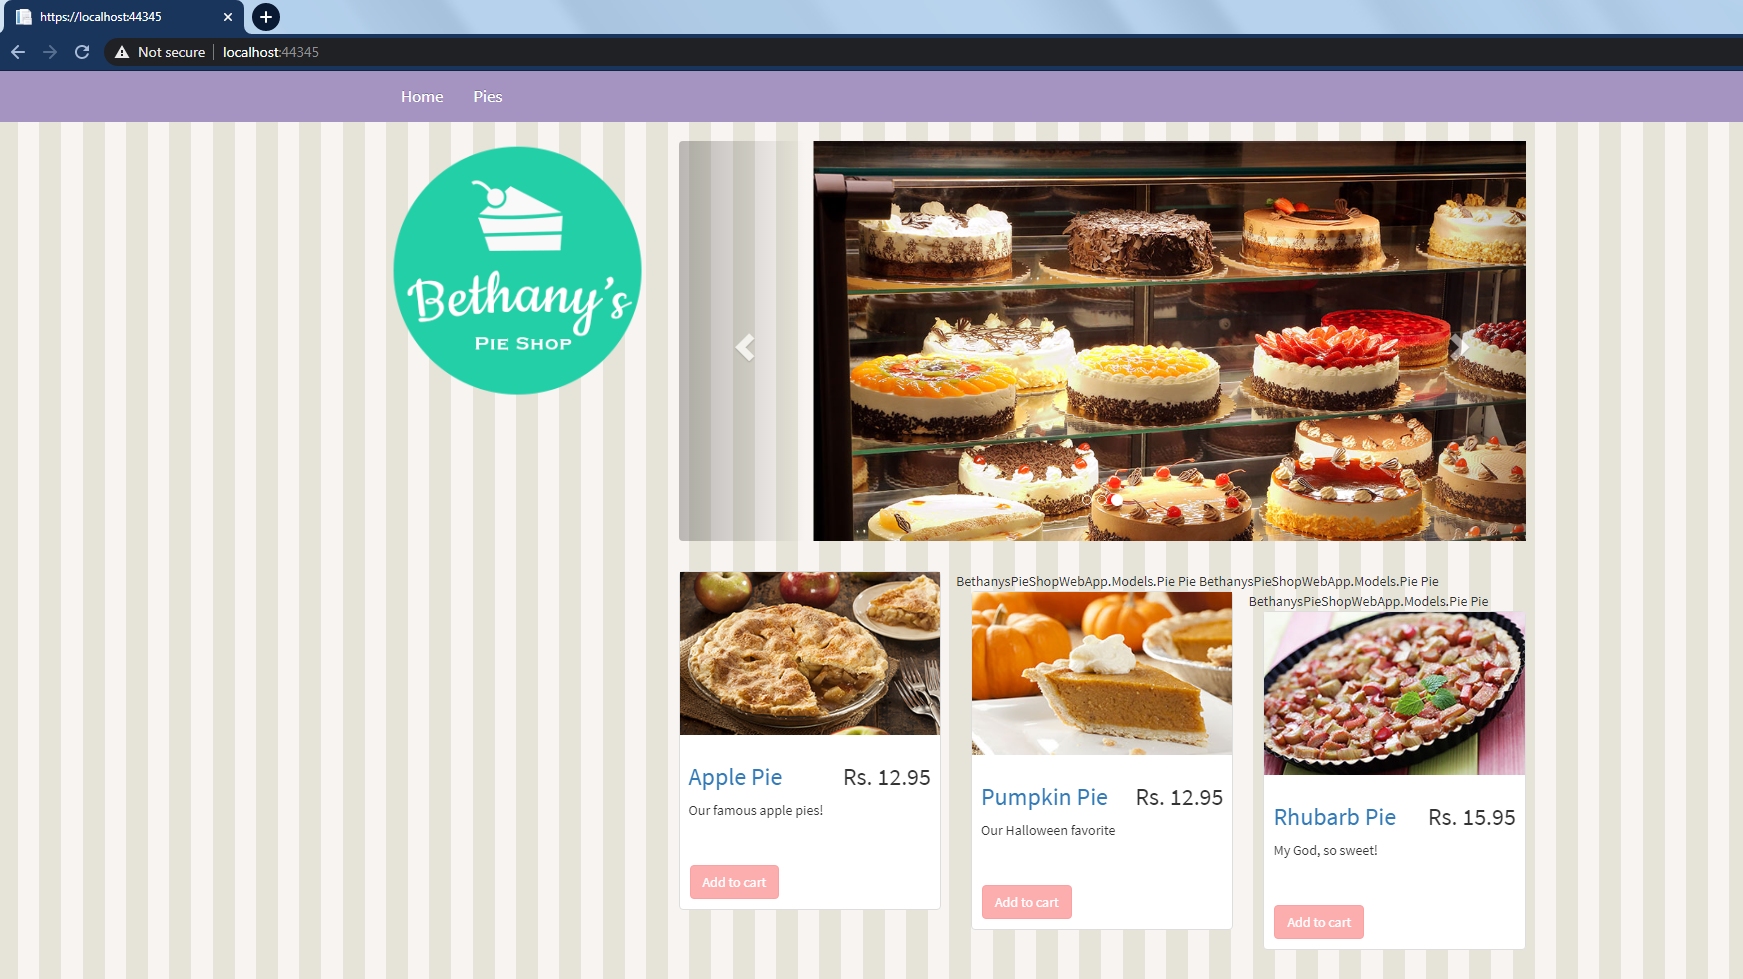 https://localhost:44345
Not secure
localhost:44345
Home
Pies
Bethany's
PIE SHOP
BethanysPieShopWebApp.Models.Pie Pie BethanysPieShopWebApp.Models.Pie Pie
BethanysPieShopWebApp.Models.Pie Pie
Apple Pie
Rs. 12.95
Our famous apple pies!
Add to cart
Pumpkin Pie
Rs. 12.95
Our Halloween favorite
Add to cart
Rhubarb Pie
Rs. 15.95
My God, so sweet!
Add to cart